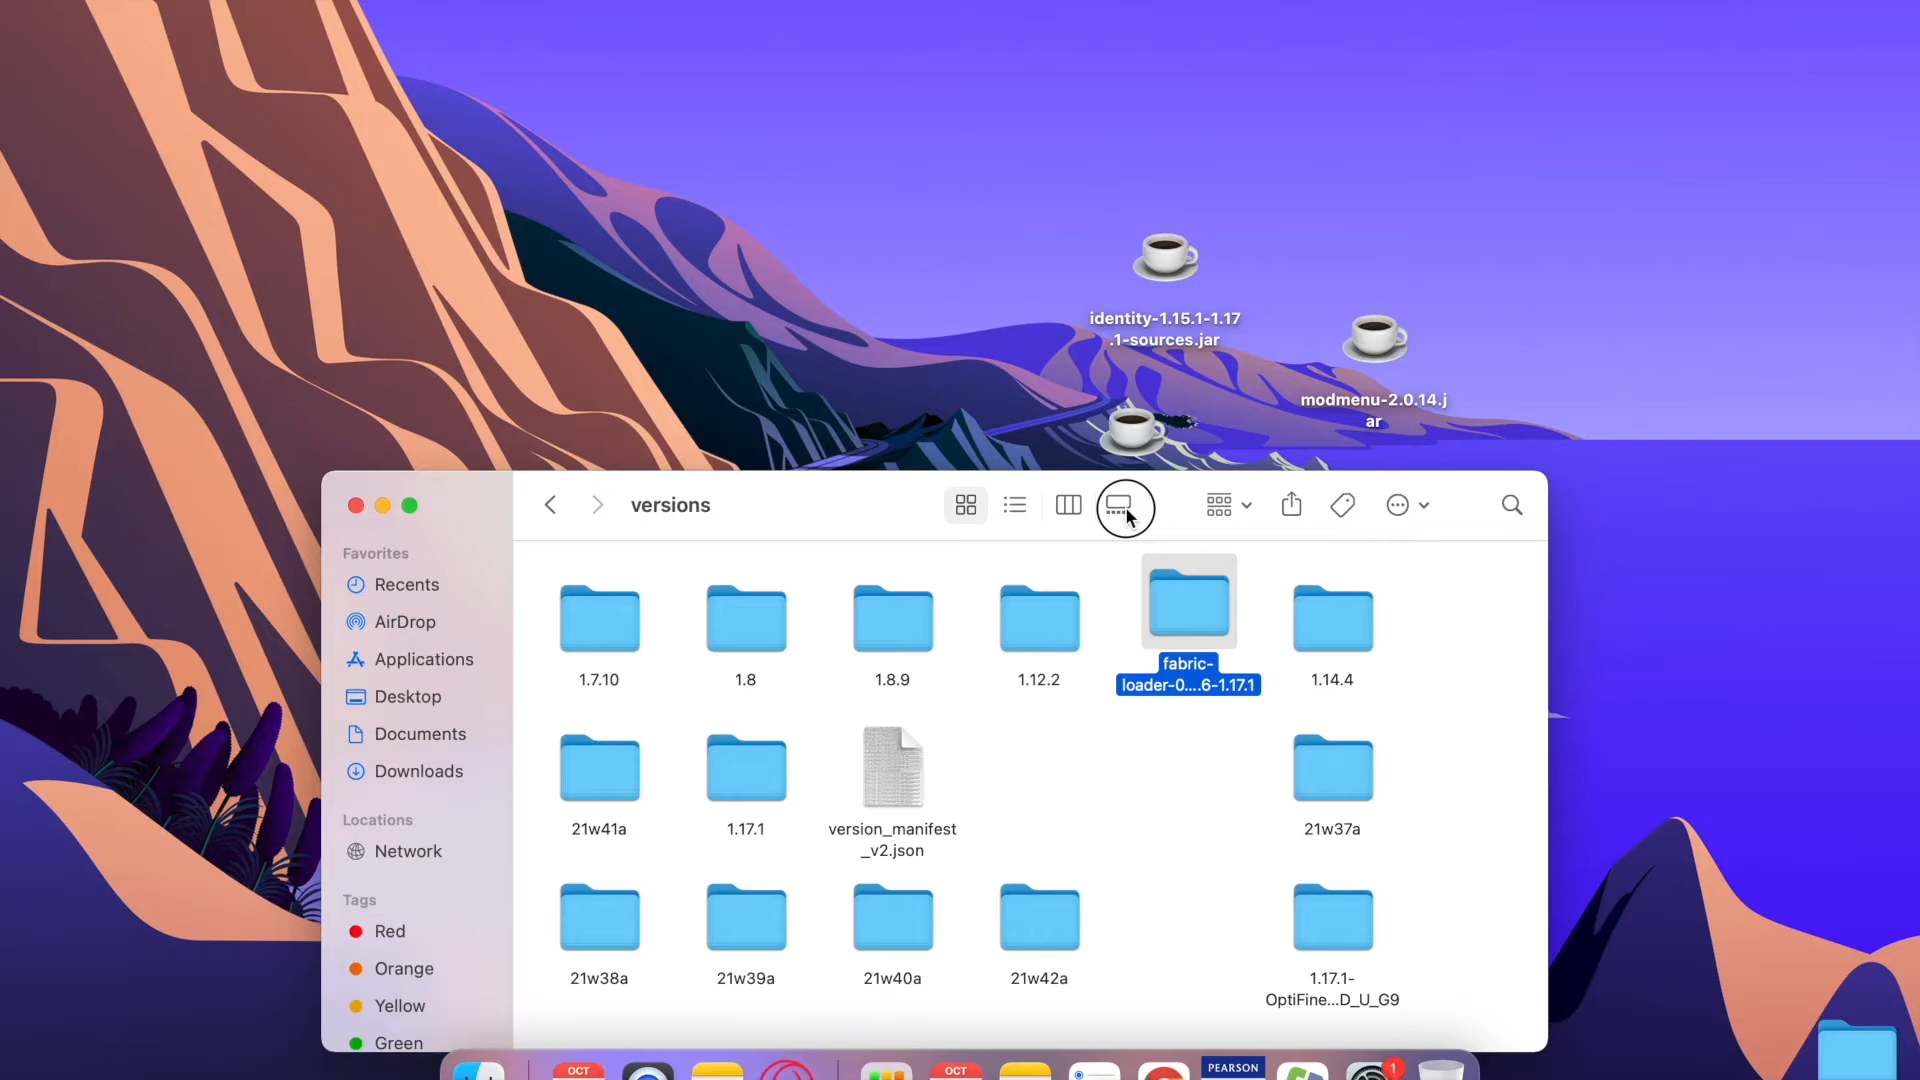 identity-1.15.1-1.17
.1-sources.jar
modmenu-2.0.14.j
ar
versions
Favorites
Recents
AirDrop
Applications
Desktop
Documents
Downloads
Locations
Network
Tags
Red
Orange
Yellow
Green
1.7.10
1.8
1.8.9
1.12.2
fabric-
loader-0....6-1.17.1
1.14.4
21w41a
1.17.1
version_manifest
_v2.json
21w37a
21w38a
21w39a
21w40a
21w42a
1.17.1-
OptiFine...D_U_G9
OCT
OCT
PEARSON
1